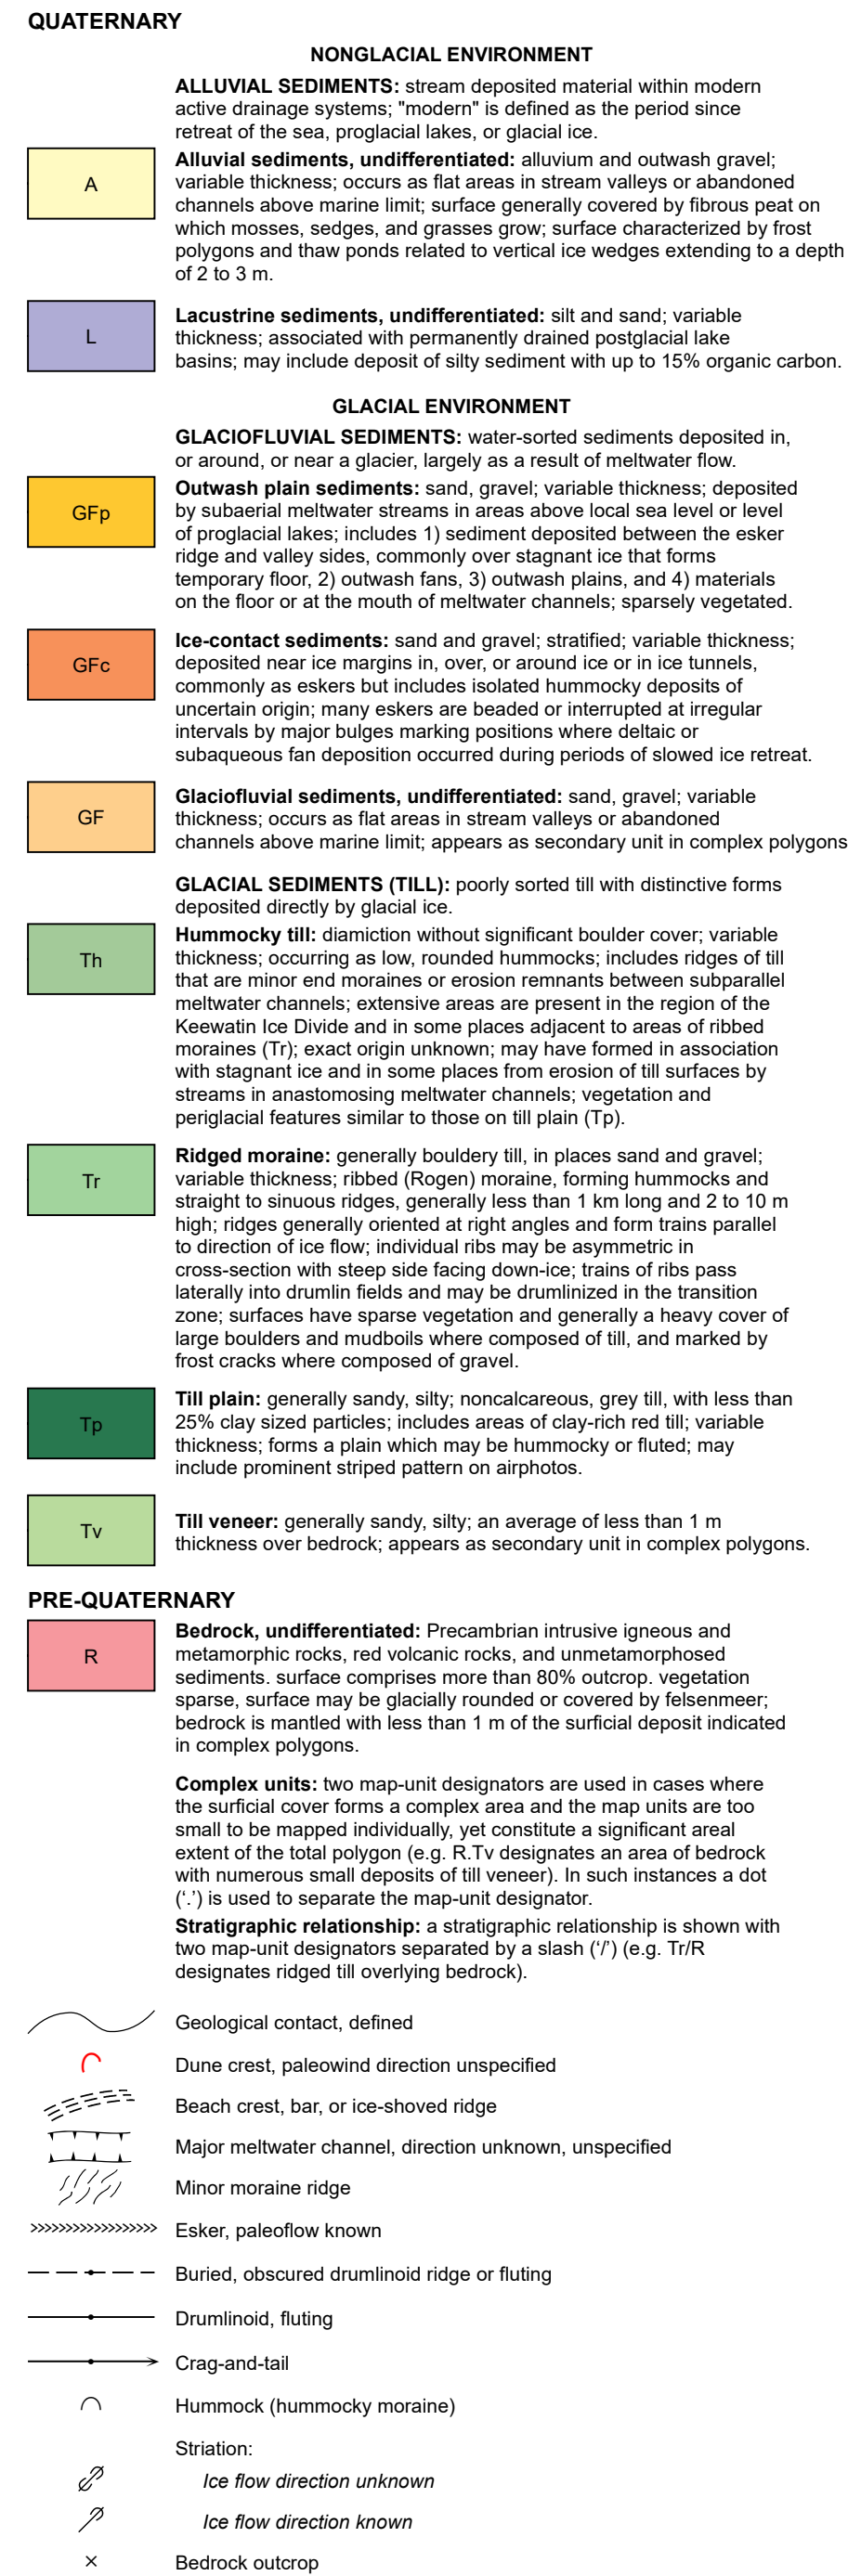 QUATERNARY
NONGLACIAL ENVIRONMENT
ALLUVIAL SEDIMENTS: stream deposited material within modern
active drainage systems; "modern" is defined as the period since
retreat of the sea, proglacial lakes, or glacial ice.
A
Alluvial sediments, undifferentiated: alluvium and outwash gravel;
variable thickness; occurs as flat areas in stream valleys or abandoned
channels above marine limit; surface generally covered by fibrous peat on
which mosses, sedges, and grasses grow; surface characterized by frost
polygons and thaw ponds related to vertical ice wedges extending to a depth
of 2 to 3 m.
L
Lacustrine sediments, undifferentiated: silt and sand; variable
thickness; associated with permanently drained postglacial lake
basins; may include deposit of silty sediment with up to 15% organic carbon.
GLACIAL ENVIRONMENT
GLACIOFLUVIAL SEDIMENTS: water-sorted sediments deposited in,
or around, or near a glacier, largely as a result of meltwater flow.
GFp
Outwash plain sediments: sand, gravel; variable thickness; deposited
by subaerial meltwater streams in areas above local sea level or level
of proglacial lakes; includes 1) sediment deposited between the esker
ridge and valley sides, commonly over stagnant ice that forms
temporary floor, 2) outwash fans, 3) outwash plains, and 4) materials
on the floor or at the mouth of meltwater channels; sparsely vegetated.
GFc
Ice-contact sediments: sand and gravel; stratified; variable thickness;
deposited near ice margins in, over, or around ice or in ice tunnels,
commonly as eskers but includes isolated hummocky deposits of
uncertain origin; many eskers are beaded or interrupted at irregular
intervals by major bulges marking positions where deltaic or
subaqueous fan deposition occurred during periods of slowed ice retreat.
GF
Glaciofluvial sediments, undifferentiated: sand, gravel; variable
thickness; occurs as flat areas in stream valleys or abandoned
channels above marine limit; appears as secondary unit in complex polygons
GLACIAL SEDIMENTS (TILL): poorly sorted till with distinctive forms
deposited directly by glacial ice.
Th
Hummocky till: diamiction without significant boulder cover; variable
thickness; occurring as low, rounded hummocks; includes ridges of till
that are minor end moraines or erosion remnants between subparallel
meltwater channels; extensive areas are present in the region of the
Keewatin Ice Divide and in some places adjacent to areas of ribbed
moraines (Tr); exact origin unknown; may have formed in association
with stagnant ice and in some places from erosion of till surfaces by
streams in anastomosing meltwater channels; vegetation and
periglacial features similar to those on till plain (Tp).
Tr
Ridged moraine: generally bouldery till, in places sand and gravel;
variable thickness; ribbed (Rogen) moraine, forming hummocks and
straight to sinuous ridges, generally less than 1 km long and 2 to 10 m
high; ridges generally oriented at right angles and form trains parallel
to direction of ice flow; individual ribs may be asymmetric in
cross-section with steep side facing down-ice; trains of ribs pass
laterally into drumlin fields and may be drumlinized in the transition
zone; surfaces have sparse vegetation and generally a heavy cover of
large boulders and mudboils where composed of till, and marked by
frost cracks where composed of gravel.
Tp
Till plain: generally sandy, silty; noncalcareous, grey till, with less than
25% clay sized particles; includes areas of clay-rich red till; variable
thickness; forms a plain which may be hummocky or fluted; may
include prominent striped pattern on airphotos.
Tv
Till veneer: generally sandy, silty; an average of less than 1 m
thickness over bedrock; appears as secondary unit in complex polygons.
PRE-QUATERNARY
R
Bedrock, undifferentiated: Precambrian intrusive igneous and
metamorphic rocks, red volcanic rocks, and unmetamorphosed
sediments. surface comprises more than 80% outcrop. vegetation
sparse, surface may be glacially rounded or covered by felsenmeer;
bedrock is mantled with less than 1 m of the surficial deposit indicated
in complex polygons.
Complex units: two map-unit designators are used in cases where
the surficial cover forms a complex area and the map units are too
small to be mapped individually, yet constitute a significant areal
extent of the total polygon (e.g. R.Tv designates an area of bedrock
with numerous small deposits of till veneer). In such instances a dot
(‘.’) is used to separate the map-unit designator.
Stratigraphic relationship: a stratigraphic relationship is shown with
two map-unit designators separated by a slash (‘/’) (e.g. Tr/R
designates ridged till overlying bedrock).
Geological contact, defined
Dune crest, paleowind direction unspecified
Beach crest, bar, or ice-shoved ridge
Major meltwater channel, direction unknown, unspecified
Minor moraine ridge
Esker, paleoflow known
Buried, obscured drumlinoid ridge or fluting
Drumlinoid, fluting
Crag-and-tail
Hummock (hummocky moraine)
Striation:
Ice flow direction unknown
Ice flow direction known
Bedrock outcrop